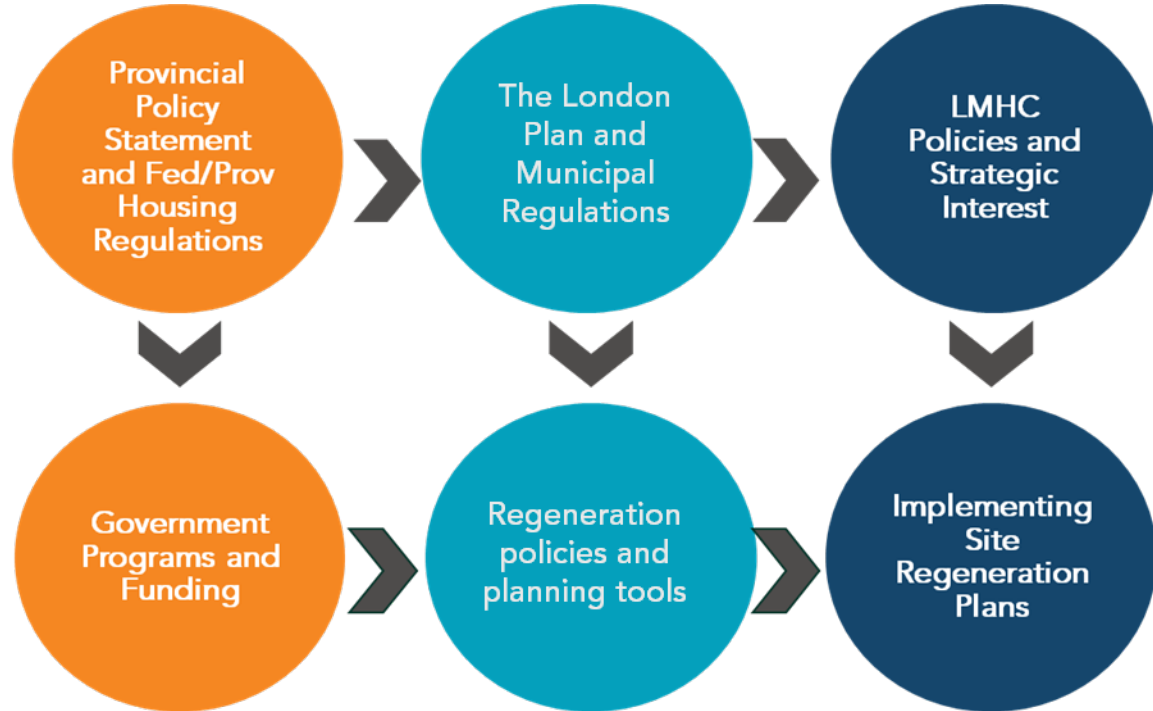 Provincial
Policy
Statement
and Fed/Prov
Housing
Regulations
The London
Plan and
Municipal
Regulations
LMHC
Policies and
Strategic
Interest
Government
Programs and
Funding
Regeneration
policies and
planning tools
Implementing
Site
Regeneration
Plans